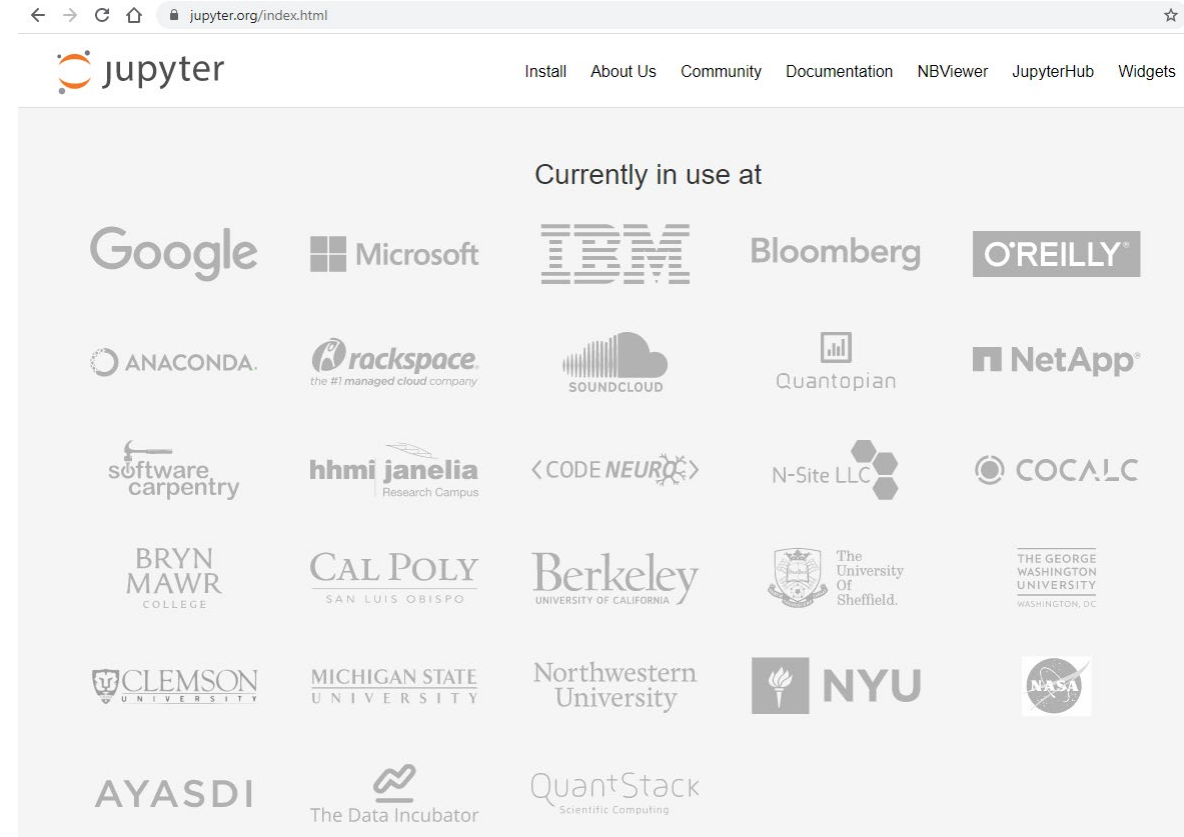 jupyter.org/index.html
jupyter
Install About Us Community Documentation NBViewer JupyterHub Widgets
Currently in use at
Google Microsoft IBM Bloomberg O'REILLY®
ANACONDA. rackspace. SOUNDCLOUD Quantopian NetApp®
the #1 managed cloud company
software carpentry
hhmi janelia
Research Campus
<CODE NEURO>
N-Site LLC
COCALC
BRYN
MAWR
COLLEGE
CAL POLY
SAN LUIS OBISPO
Berkeley
UNIVERSITY OF CALIFORNIA
The
University
Of
Sheffield.
THE GEORGE
WASHINGTON
UNIVERSITY
WASHINGTON, DC
CLEMSON
UNIVERSITY
MICHIGAN STATE
UNIVERSITY
Northwestern
University
NYU
NASA
AYASDI
The Data Incubator
QuantStack
Scientific Computing